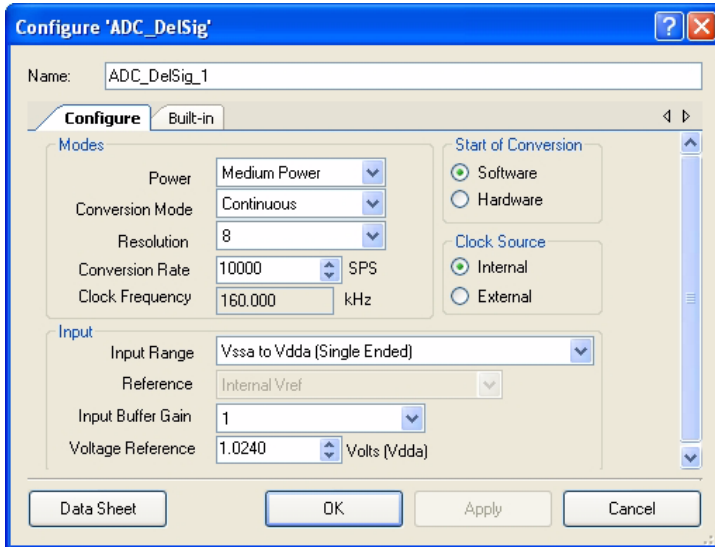 Configure 'ADC_DelSig'
Name: ADC_DelSig_1
Configure Built-in
Modes
Power Medium Power
Conversion Mode Continuous
Resolution 8
Conversion Rate 10000 SPS
Clock Frequency 160.000 kHz
Start of Conversion
Software
Hardware
Clock Source
Internal
External
Input
Input Range Vssa to Vdda (Single Ended)
Reference Internal Vref
Input Buffer Gain 1
Voltage Reference 1.0240 Volts (Vdda)
Data Sheet OK Apply Cancel